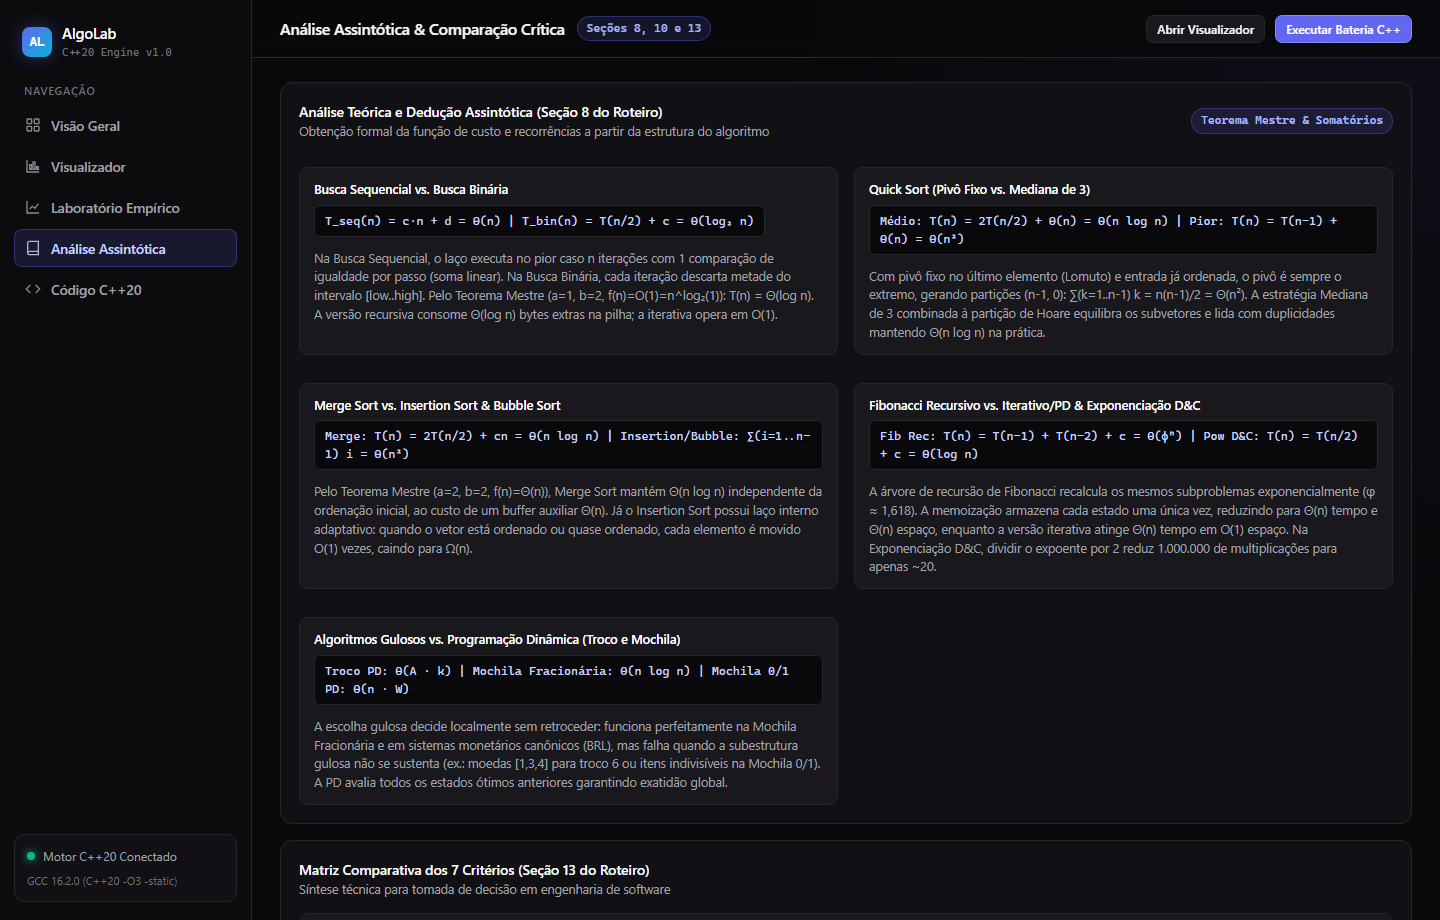 AL
AlgoLab
C++20 Engine v1.0
NAVEGAÇÃO
Visão Geral
Visualizador
Laboratório Empírico
Análise Assintótica
Código C++20
Motor C++20 Conectado
GCC 16.2.0 (C++20 -O3 -static)
Análise Assintótica & Comparação Crítica
Seções 8, 10 e 13
Abrir Visualizador
Executar Bateria C++
Análise Teórica e Dedução Assintótica (Seção 8 do Roteiro)
Obtenção formal da função de custo e recorrências a partir da estrutura do algoritmo
Teorema Mestre & Somatórios
Busca Sequencial vs. Busca Binária
T_seq(n) = c·n + d = Θ(n) | T_bin(n) = T(n/2) + c = Θ(log₂ n)
Na Busca Sequencial, o laço executa no pior caso n iterações com 1 comparação de
igualdade por passo (soma linear). Na Busca Binária, cada iteração descarta metade do
intervalo [low..high]. Pelo Teorema Mestre (a=1, b=2, f(n)=O(1)=n^log₂(1)): T(n) = Θ(log n).
A versão recursiva consome Θ(log n) bytes extras na pilha; a iterativa opera em O(1).
Quick Sort (Pivô Fixo vs. Mediana de 3)
Médio: T(n) = 2T(n/2) + Θ(n) = Θ(n log n) | Pior: T(n) = T(n-1) +
Θ(n) = Θ(n²)
Com pivô fixo no último elemento (Lomuto) e entrada já ordenada, o pivô é sempre o
extremo, gerando partições (n-1, 0): ∑(k=1..n-1) k = n(n-1)/2 = Θ(n²). A estratégia Mediana
de 3 combinada à partição de Hoare equilibra os subvetores e lida com duplicidades
mantendo Θ(n log n) na prática.
Merge Sort vs. Insertion Sort & Bubble Sort
Merge: T(n) = 2T(n/2) + cn = Θ(n log n) | Insertion/Bubble: ∑(i=1..n-
1) i = Θ(n²)
Pelo Teorema Mestre (a=2, b=2, f(n)=Θ(n)), Merge Sort mantém Θ(n log n) independente da
ordenação inicial, ao custo de um buffer auxiliar Θ(n). Já o Insertion Sort possui laço interno
adaptativo: quando o vetor está ordenado ou quase ordenado, cada elemento é movido
O(1) vezes, caindo para Ω(n).
Fibonacci Recursivo vs. Iterativo/PD & Exponenciação D&C
Fib Rec: T(n) = T(n-1) + T(n-2) + c = Θ(φⁿ) | Pow D&C: T(n) = T(n/2)
+ c = Θ(log n)
A árvore de recursão de Fibonacci recalcula os mesmos subproblemas exponencialmente (φ
≈ 1,618). A memoização armazena cada estado uma única vez, reduzindo para Θ(n) tempo e
Θ(n) espaço, enquanto a versão iterativa atinge Θ(n) tempo em O(1) espaço. Na
Exponenciação D&C, dividir o expoente por 2 reduz 1.000.000 de multiplicações para
apenas ~20.
Algoritmos Gulosos vs. Programação Dinâmica (Troco e Mochila)
Troco PD: Θ(A · k) | Mochila Fracionária: Θ(n log n) | Mochila 0/1
PD: Θ(n · W)
A escolha gulosa decide localmente sem retroceder: funciona perfeitamente na Mochila
Fracionária e em sistemas monetários canônicos (BRL), mas falha quando a subestrutura
gulosa não se sustenta (ex.: moedas [1,3,4] para troco 6 ou itens indivisíveis na Mochila 0/1).
A PD avalia todos os estados ótimos anteriores garantindo exatidão global.
Matriz Comparativa dos 7 Critérios (Seção 13 do Roteiro)
Síntese técnica para tomada de decisão em engenharia de software